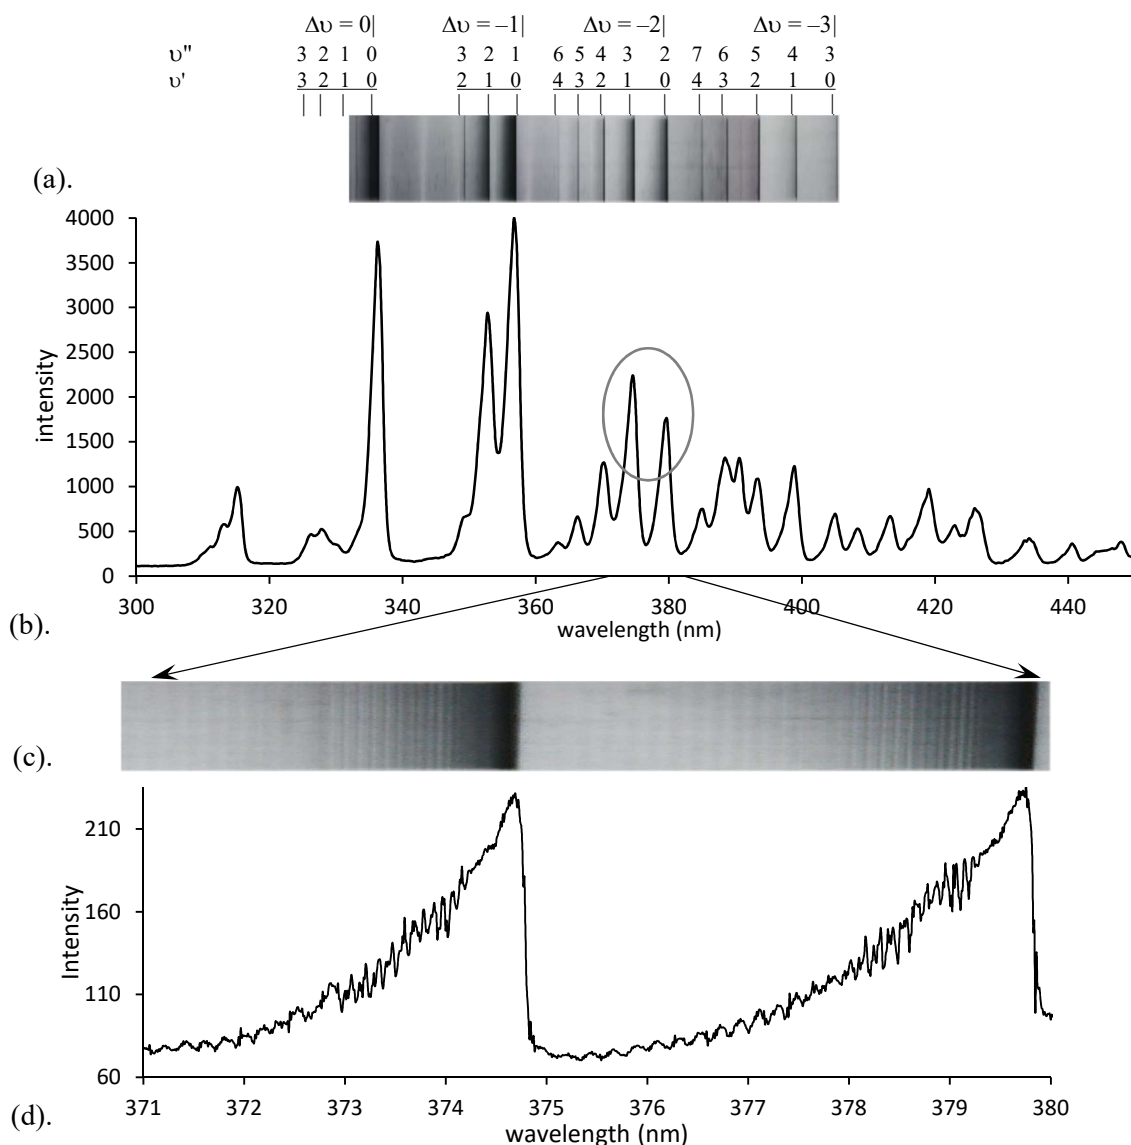 Δυ = 0| Δυ = –1| Δυ = –2| Δυ = –3|
υ" 3 2 1 0 3 2 1 6 5 4 3 2 7 6 5 4 3
υ' 3 2 1 0 2 1 0 4 3 2 1 0 4 3 2 1 0
(a).
4000
3500
3000
2500
2000
1500
1000
500
0
intensity
300 320 340 360 380 400 420 440
wavelength (nm)
(b).
(c).
210
160
110
60
Intensity
371 372 373 374 375 376 377 378 379 380
wavelength (nm)
(d).